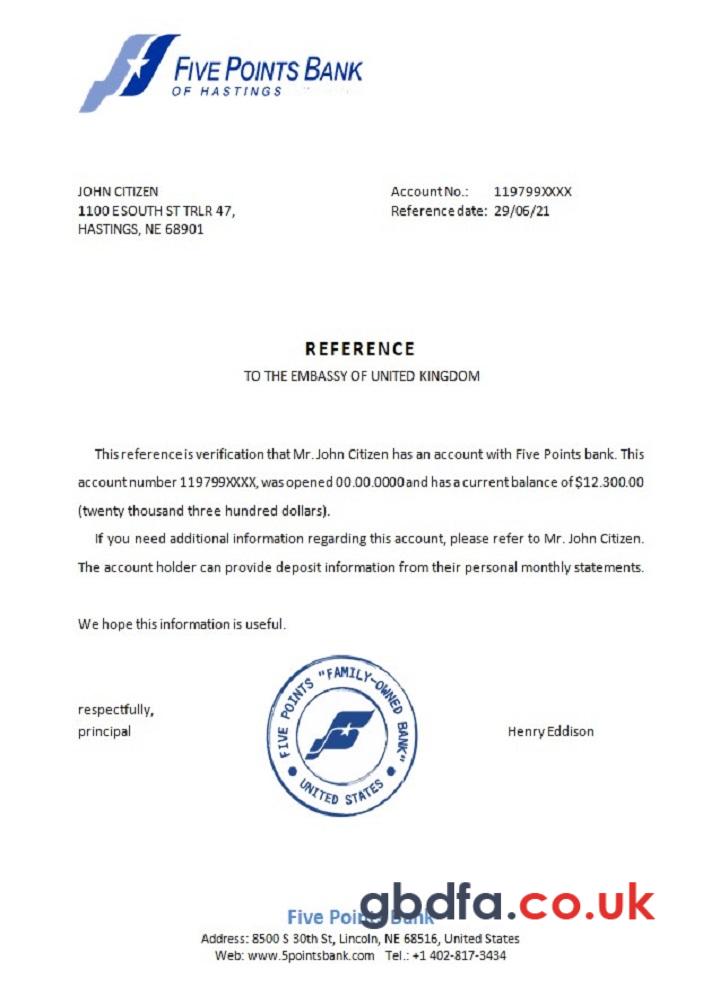 FIVE POINTS BANK
OF HASTINGS
JOHN CITIZEN
1100 E SOUTH ST TRLR 47,
HASTINGS, NE 68901
Account No.: 119799XXXX
Reference date: 29/06/21
REFERENCE
TO THE EMBASSY OF UNITED KINGDOM
This reference is verification that Mr. John Citizen has an account with Five Points bank. This
account number 119799XXXX, was opened 00.00.0000 and has a current balance of $12.300.00
(twenty thousand three hundred dollars).
If you need additional information regarding this account, please refer to Mr. John Citizen.
The account holder can provide deposit information from their personal monthly statements.
We hope this information is useful.
respectfully,
principal
FIVE POINTS "FAMILY-OWNED BANK"
UNITED STATES
Henry Eddison
Five Points Bank
gbdfa.co.uk
Address: 8500 S 30th St, Lincoln, NE 68516, United States
Web: www.5pointsbank.com Tel.: +1 402-817-3434